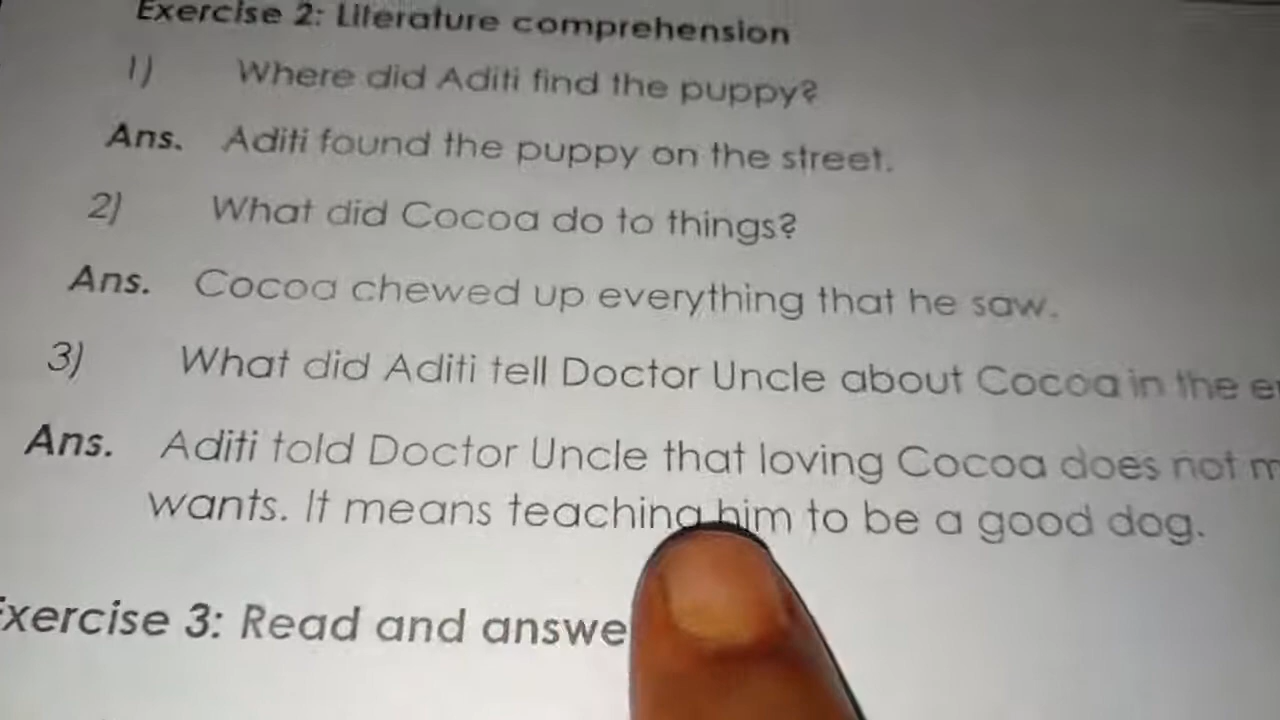 Exercise 2: Literature comprehension
1) Where did Aditi find the puppy?
Ans. Aditi found the puppy on the street.
2) What did Cocoa do to things?
Ans. Cocoa chewed up everything that he saw.
3) What did Aditi tell Doctor Uncle about Cocoa in the
Ans. Aditi told Doctor Uncle that loving Cocoa does not
wants. It means teaching him to be a good dog.
Exercise 3: Read and